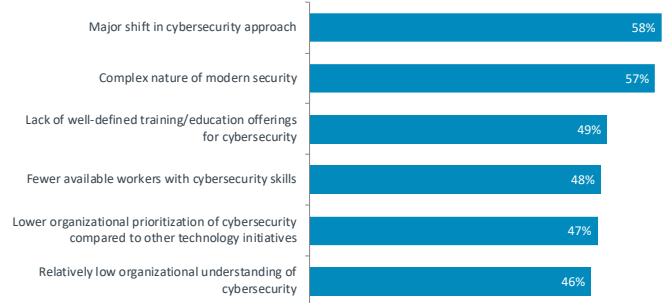 Major shift in cybersecurity approach
58%
Complex nature of modern security
57%
Lack of well-defined training/education offerings
for cybersecurity
49%
Fewer available workers with cybersecurity skills
48%
Lower organizational prioritization of cybersecurity
compared to other technology initiatives
47%
Relatively low organizational understanding of
cybersecurity
46%